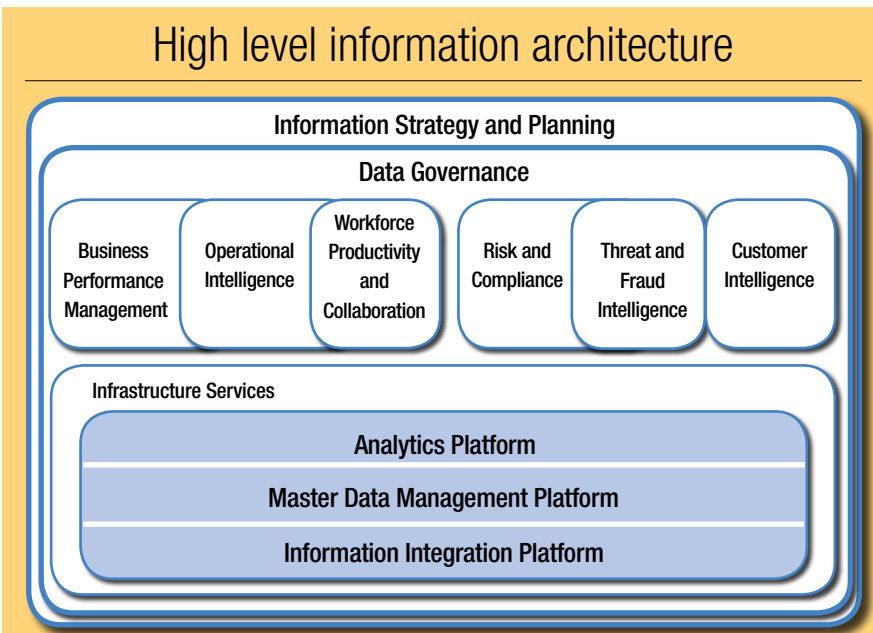 High level information architecture
Information Strategy and Planning
Data Governance
Business
Performance
Management
Operational
Intelligence
Workforce
Productivity
and
Collaboration
Risk and
Compliance
Threat and
Fraud
Intelligence
Customer
Intelligence
Infrastructure Services
Analytics Platform
Master Data Management Platform
Information Integration Platform